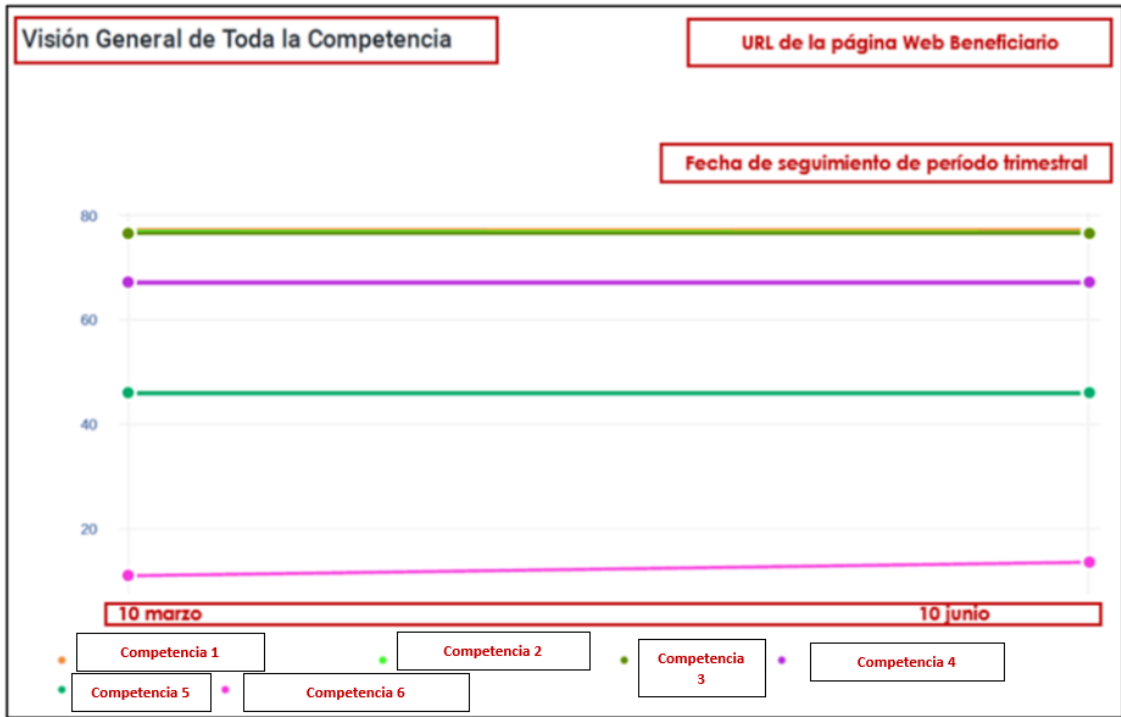 Visión General de Toda la Competencia
URL de la página Web Beneficiario
Fecha de seguimiento de período trimestral
80
60
40
20
10 marzo
10 junio
Competencia 1
Competencia 2
Competencia
3
Competencia 4
Competencia 5
Competencia 6